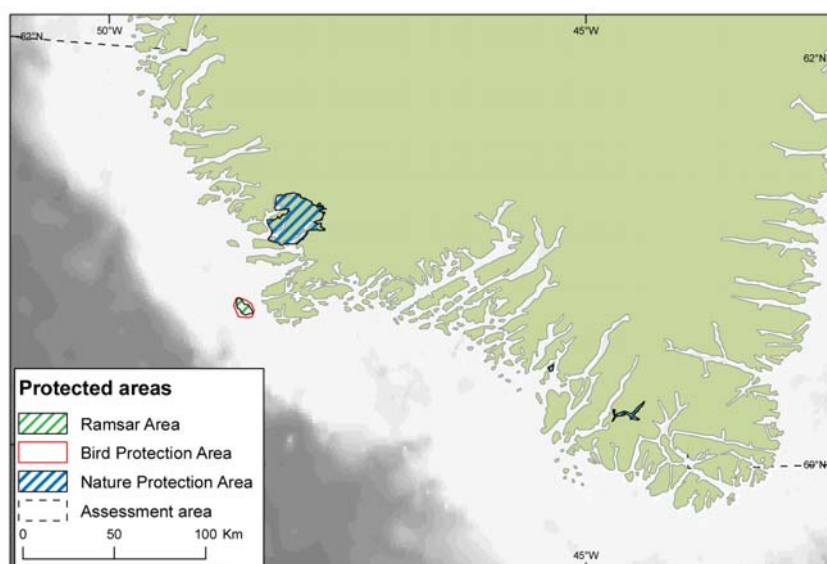 50°W
45°W
62°N
62°N
Protected areas
Ramsar Area
Bird Protection Area
Nature Protection Area
Assessment area
0 50 100 Km
60°N
45°W